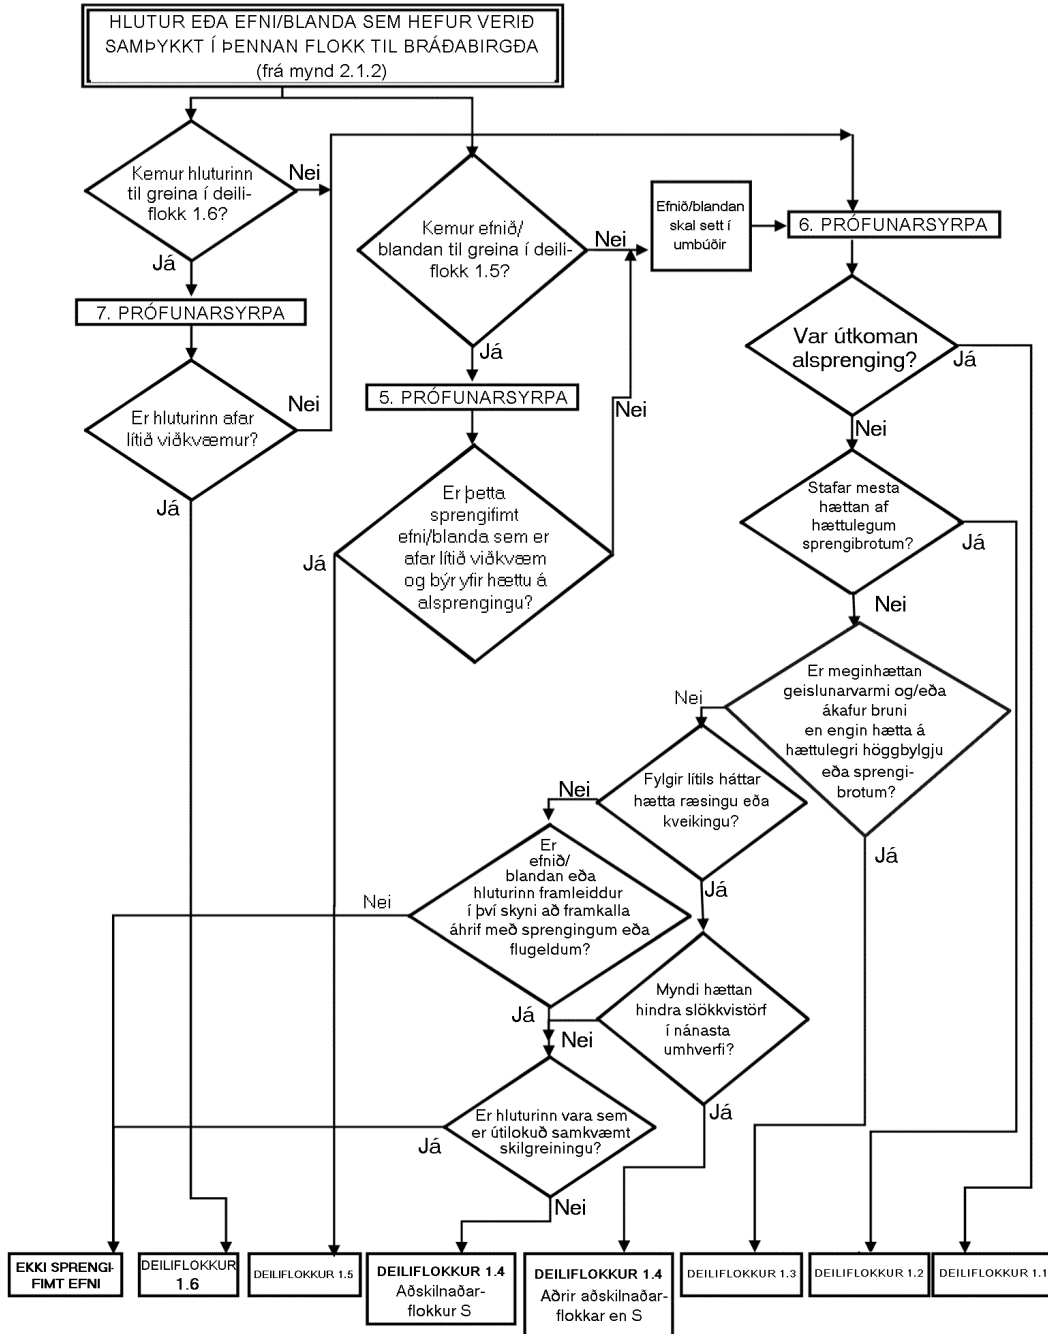 HLUTUR EÐA EFNI/BLANDA SEM HEFUR VERIÐ
SAMÞYKKT Í ÞENNAN FLOKK TIL BRÁÐABIRGÐA
(frá mynd 2.1.2)
Kemur hluturinn
til greina í deili-
flokk 1.6?
Nei
Já
7. PRÓFUNARSYRPA
Er hluturinn afar
lítið viðkvæmur?
Nei
Já
Kemur efnið/
blandan til greina í deili-
flokk 1.5?
Nei
Já
5. PRÓFUNARSYRPA
Nei
Er þetta
sprengifimt
efni/blanda sem er
afar lítið viðkvæm
og býr yfir hættu á
alsprengingu?
Já
Efnið/blandan
skal sett í
umbúðir
6. PRÓFUNARSYRPA
Var útkoman
alsprenging?
Já
Nei
Stafar mesta
hættan af
hættulegum
sprengibrotum?
Já
Nei
Er meginhættan
geislunarvarmi og/eða
ákafur bruni
en engin hætta á
hættulegri höggbylgju
eða sprengi-
brotum?
Nei
Já
Fylgir lítils háttar
hætta ræsingu eða
kveikingu?
Nei
Já
Er
efnið/
blandan eða
hluturinn framleiddur
í því skyni að framkalla
áhrif með sprengingum eða
flugeldum?
Nei
Já
Myndi hættan
hindra slökkvistörf
í nánasta
umhverfi?
Nei
Já
Er hluturinn vara sem
er útilokuð samkvæmt
skilgreiningu?
Já
Nei
EKKI SPRENGI-
FIMT EFNI
DEILIFLOKKUR
1.6
DEILIFLOKKUR 1.5
DEILIFLOKKUR 1.4
Aðskilnaðar-
flokkur S
DEILIFLOKKUR 1.4
Aðrir aðskilnaðar-
flokkar en S
DEILIFLOKKUR 1.3
DEILIFLOKKUR 1.2
DEILIFLOKKUR 1.1